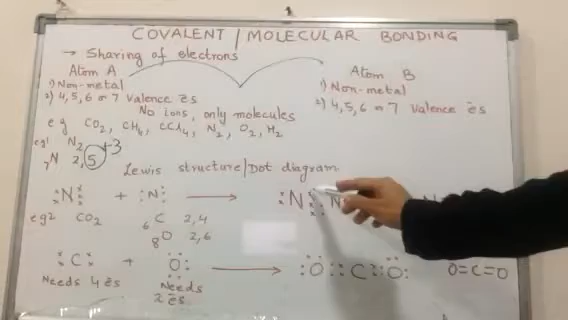 COVALENT / MOLECULAR BONDING
→ Sharing of electrons
Atom A
Atom B
1) Non-metal
1) Non-metal
2) 4, 5, 6 or 7 Valence ēs
2) 4, 5, 6 or 7 Valence ēs
No ions, only molecules
eg CO₂, CH₄, CCl₄, N₂, O₂, H₂
eg1 N₂ +3
₇N 2, 5
Lewis structure/Dot diagram
N + N → N N N
eg2 CO₂ ₆C 2, 4
₈O 2, 6
C + O → :O::C::O: O=C=O
Needs 4 ēs
Needs 2 ēs